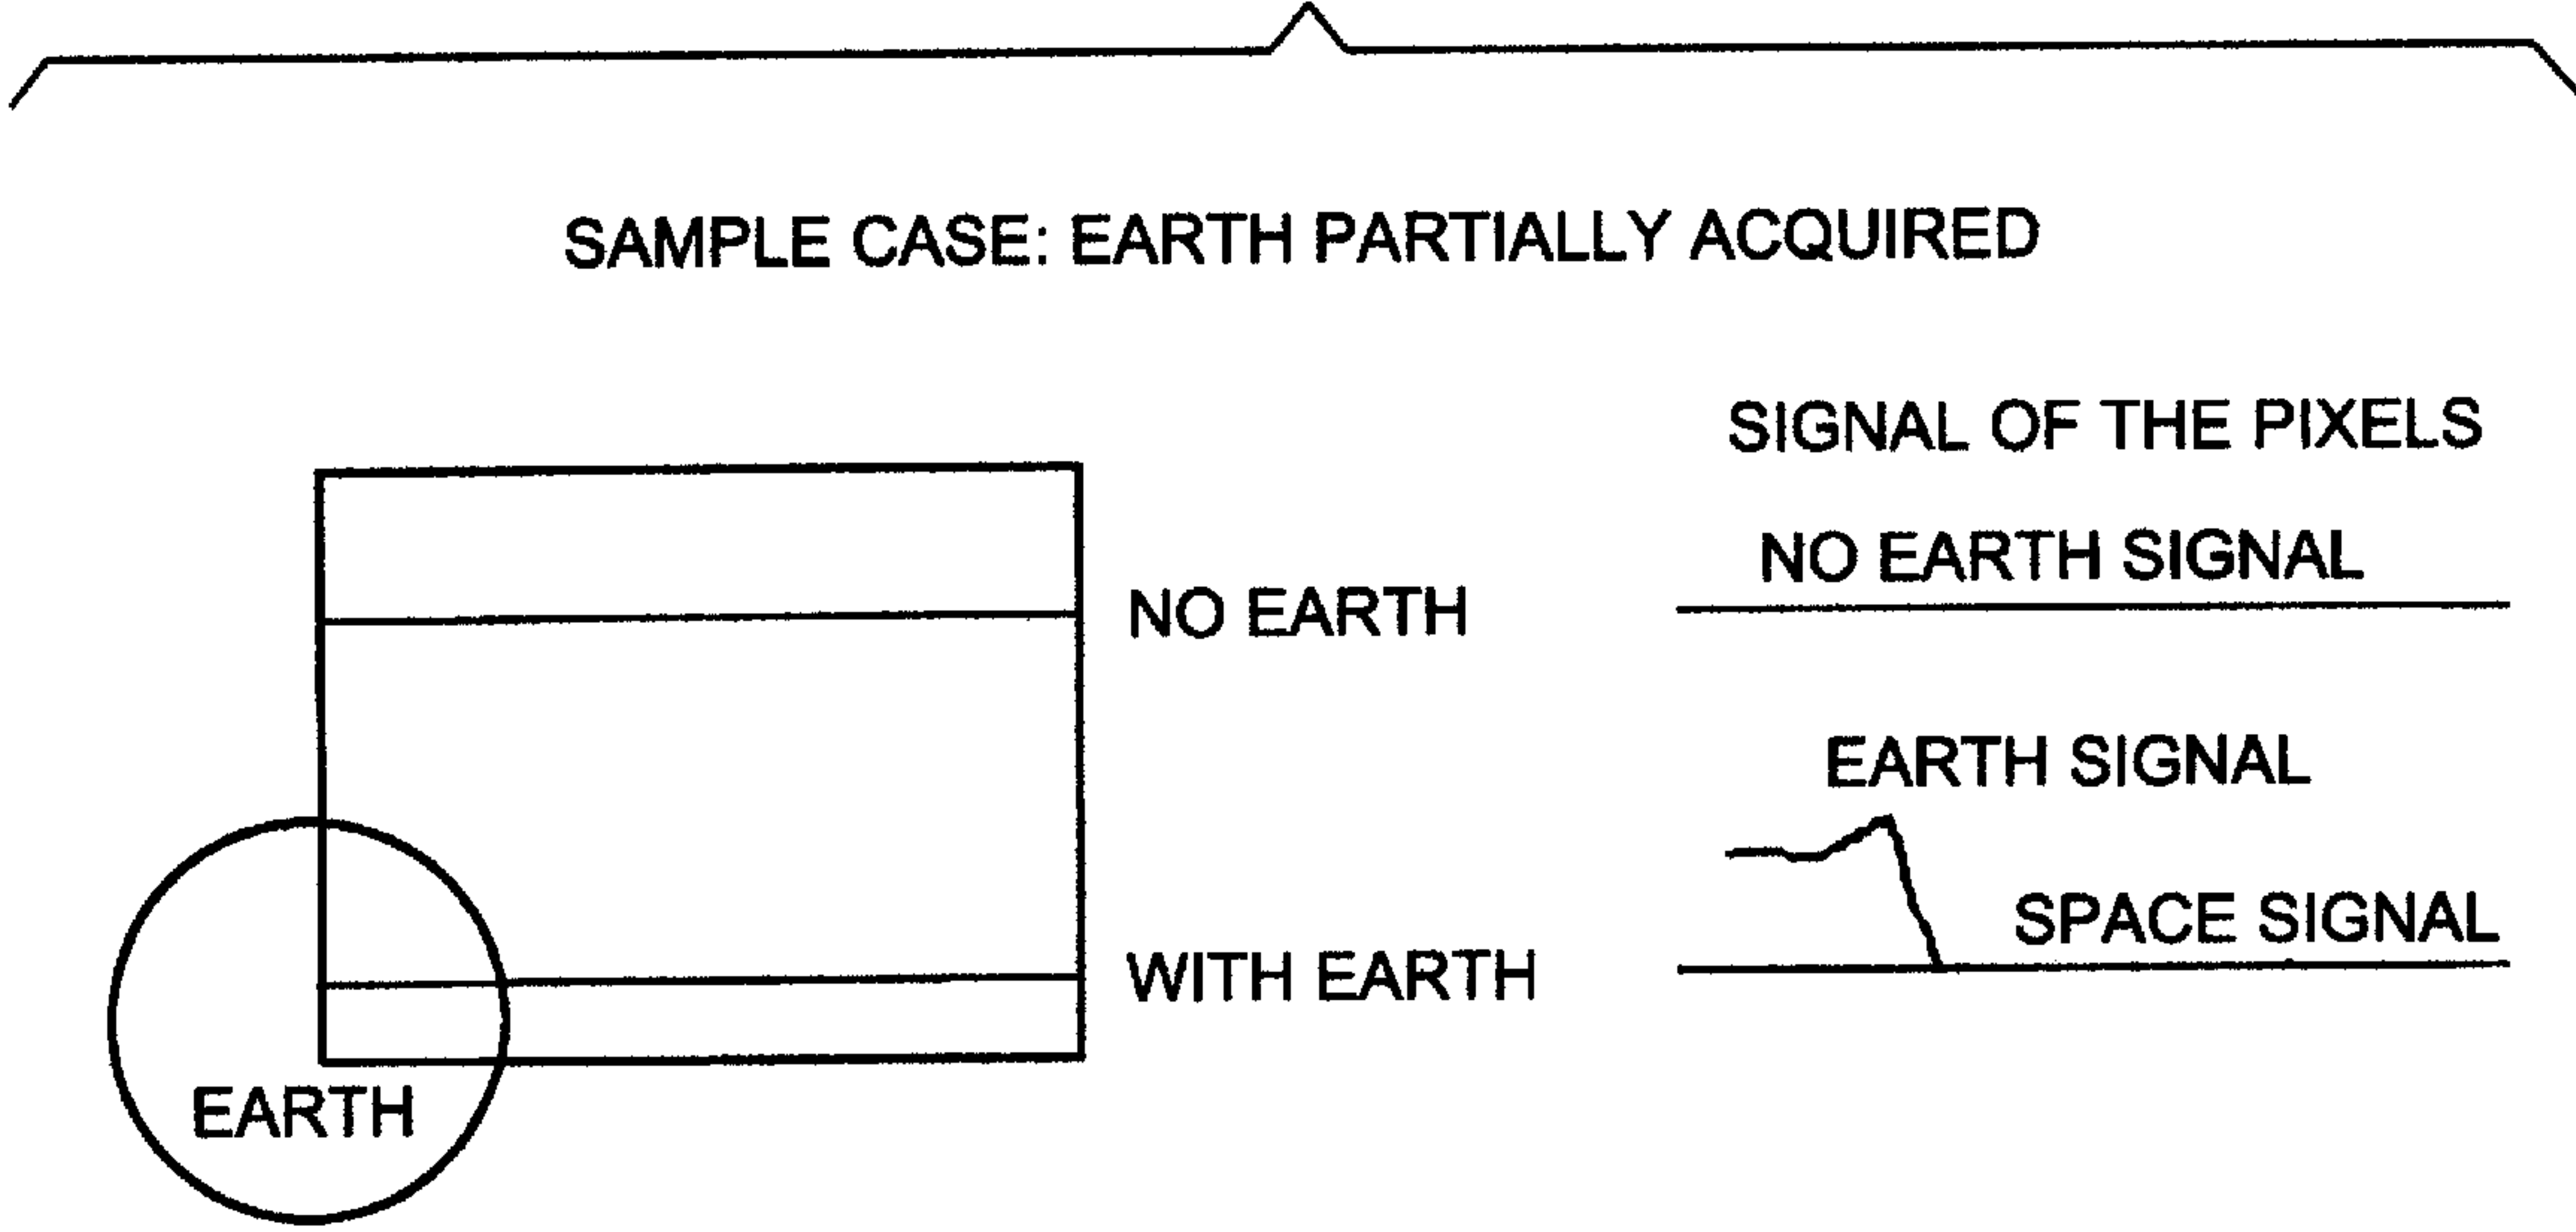 SAMPLE CASE: EARTH PARTIALLY ACQUIRED
SIGNAL OF THE PIXELS
NO EARTH SIGNAL
NO EARTH
EARTH SIGNAL
SPACE SIGNAL
WITH EARTH
EARTH